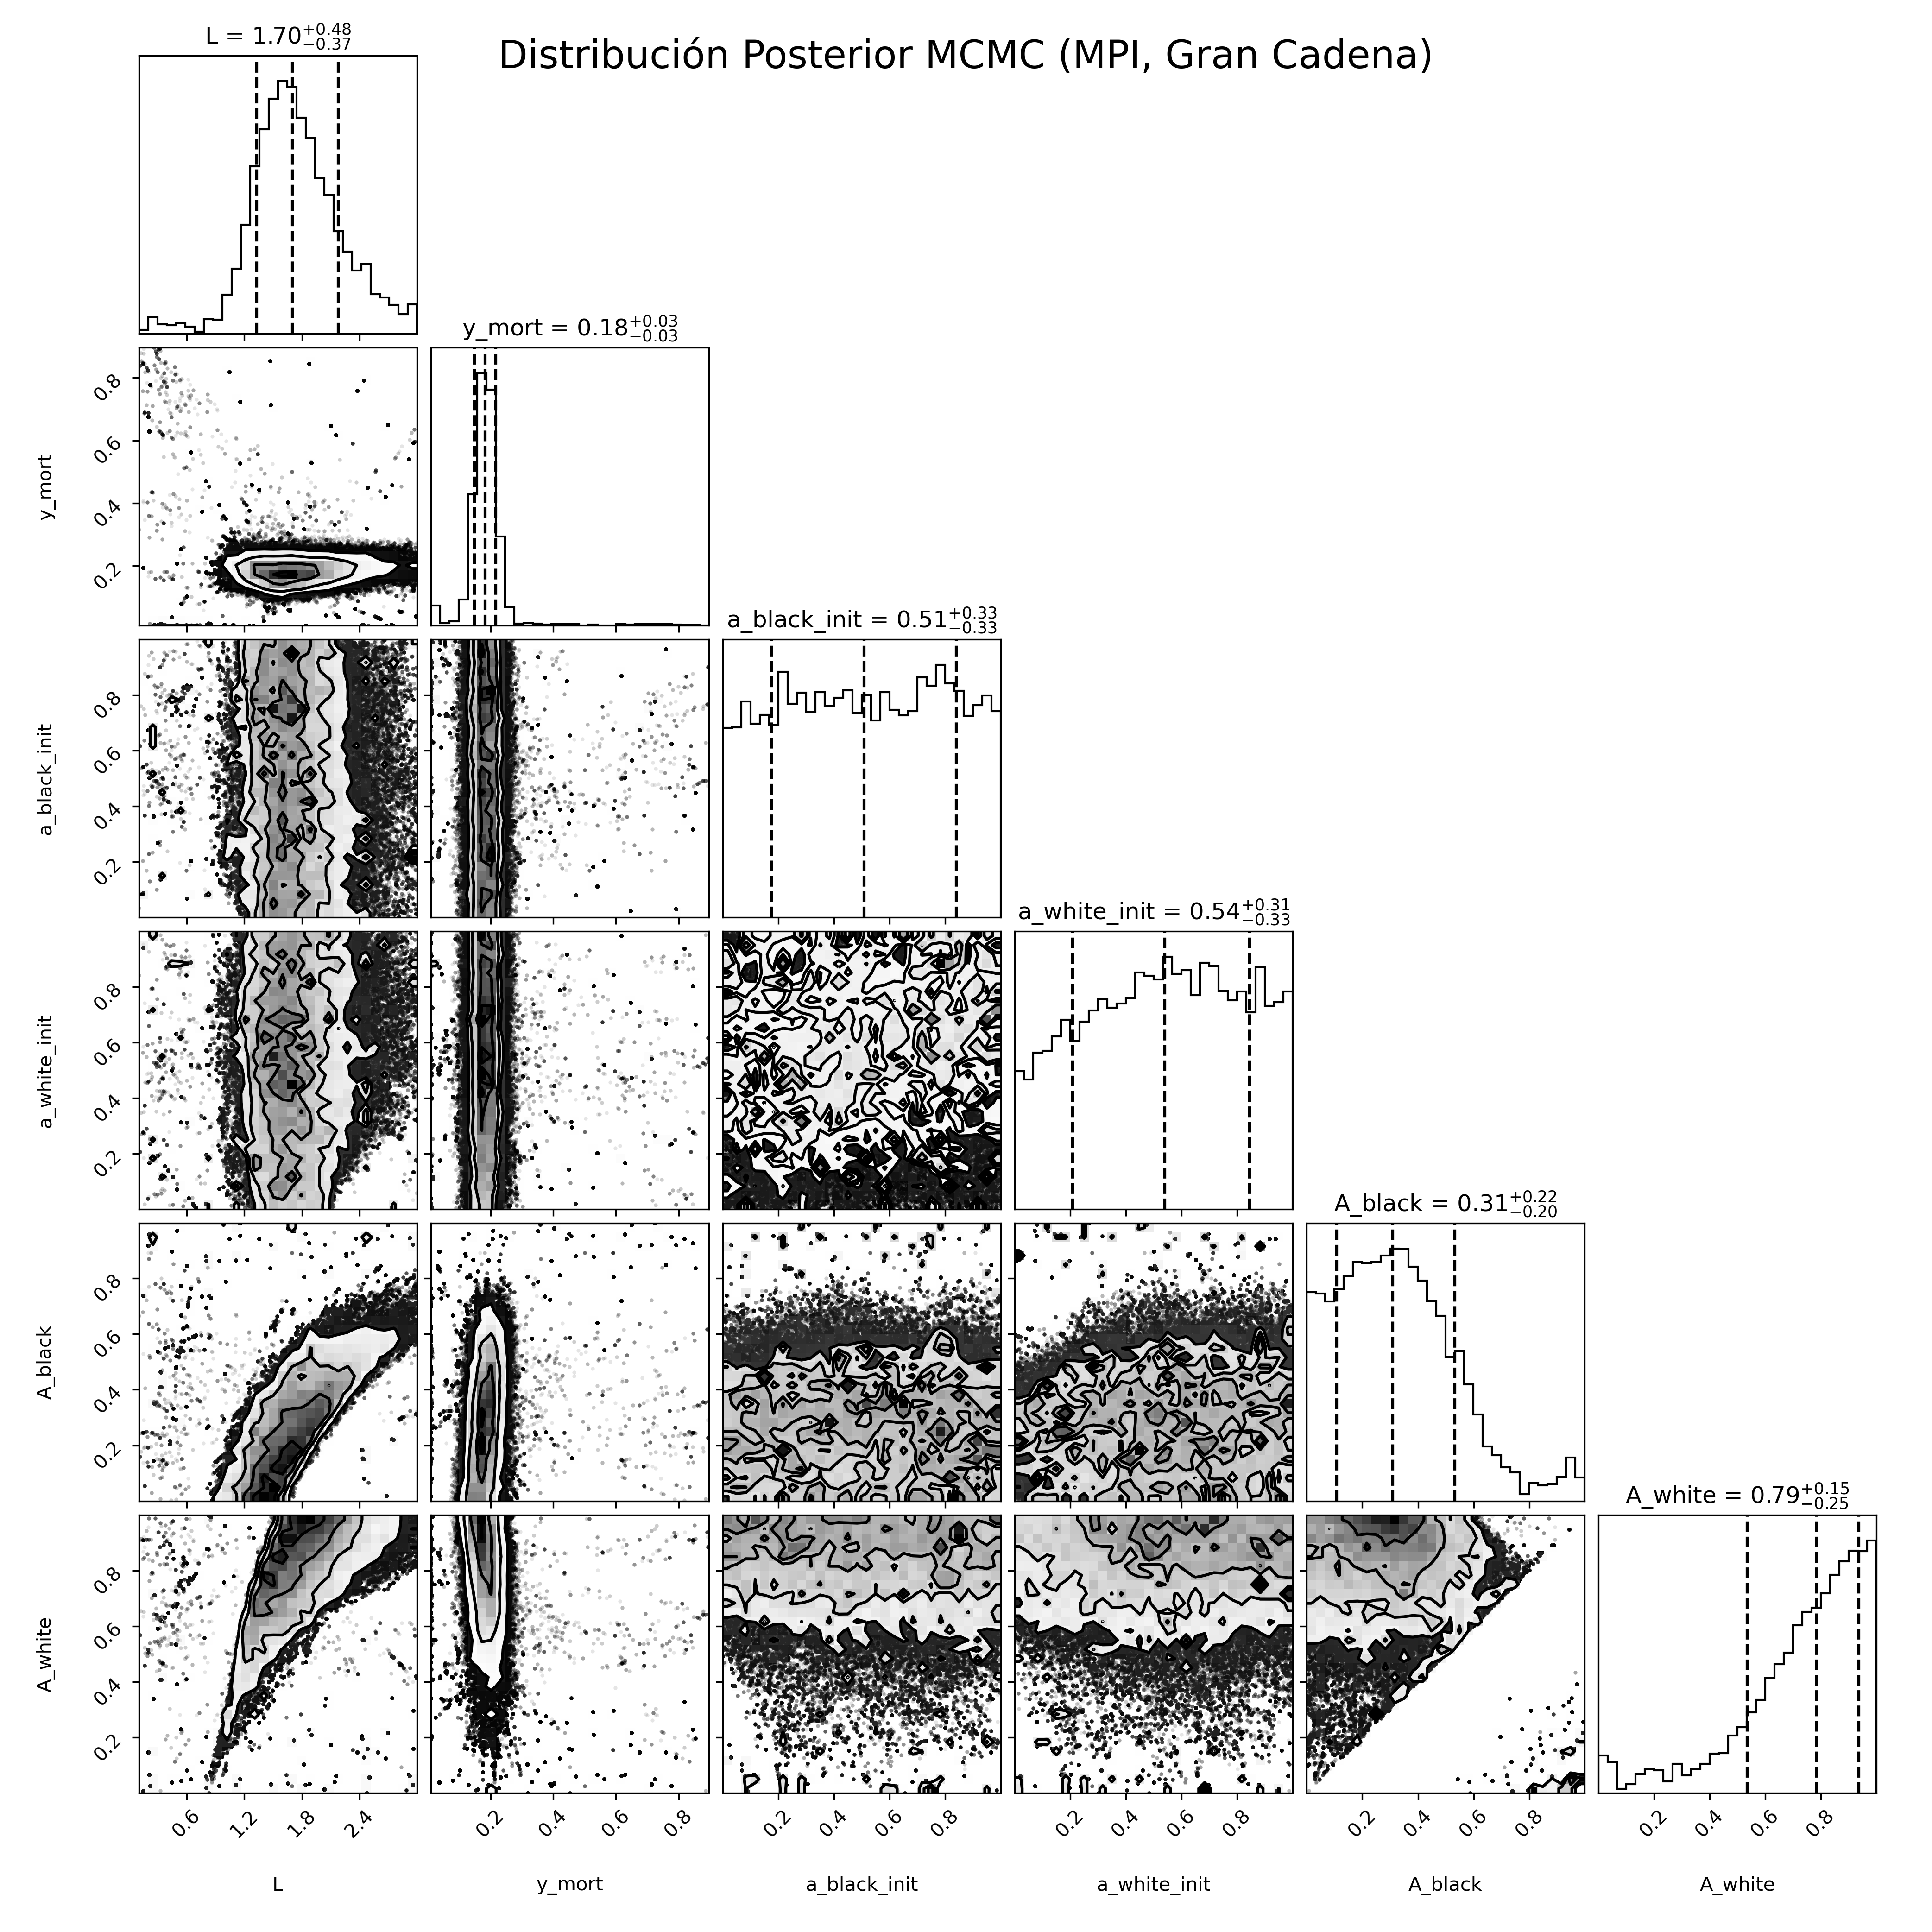 Distribución Posterior MCMC (MPI, Gran Cadena)
L = 1.70+0.48 −0.37
y_mort = 0.18+0.03 −0.03
0.8
0.6
0.4
0.2
y_mort
a_black_init = 0.51+0.33 −0.33
0.8
0.6
0.4
0.2
a_black_init
a_white_init = 0.54+0.31 −0.33
0.8
0.6
0.4
0.2
a_white_init
A_black = 0.31+0.22 −0.20
0.8
0.6
0.4
0.2
A_black
A_white = 0.79+0.15 −0.25
0.8
0.6
0.4
0.2
A_white
0.6 1.2 1.8 2.4 0.2 0.4 0.6 0.8 0.2 0.4 0.6 0.8 0.2 0.4 0.6 0.8 0.2 0.4 0.6 0.8 0.2 0.4 0.6 0.8
L y_mort a_black_init a_white_init A_black A_white